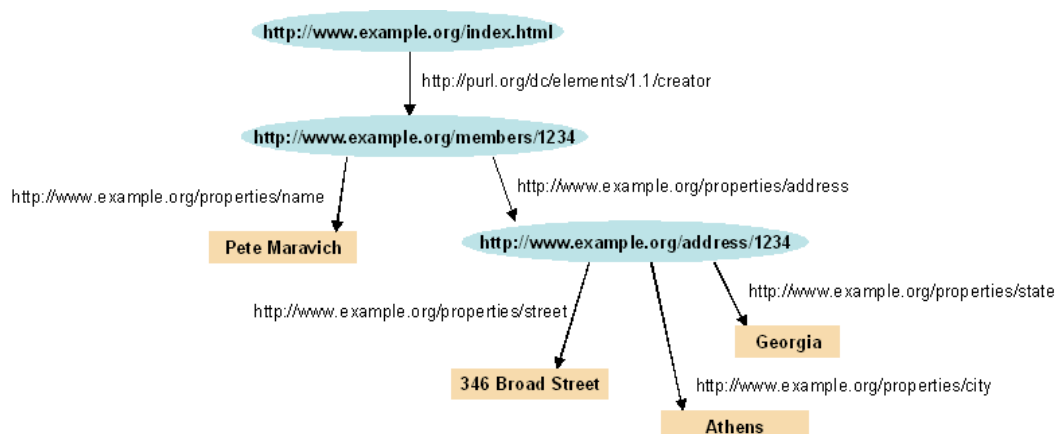 http://www.example.org/index.html
http://purl.org/dc/elements/1.1/creator
http://www.example.org/members/1234
http://www.example.org/properties/name
http://www.example.org/properties/address
Pete Maravich
http://www.example.org/address/1234
http://www.example.org/properties/street
http://www.example.org/properties/state
Georgia
346 Broad Street
http://www.example.org/properties/city
Athens